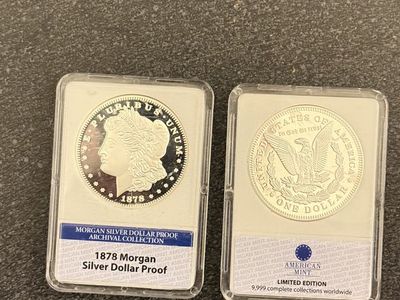 E·PLURIBUS·UNUM·
1878
MORGAN SILVER DOLLAR PROOF
ARCHIVAL COLLECTION
1878 Morgan
Silver Dollar Proof
UNITED STATES OF AMERICA
In God we trust
ONE DOLLAR
AMERICAN
MINT
LIMITED EDITION
9,999 complete collections worldwide